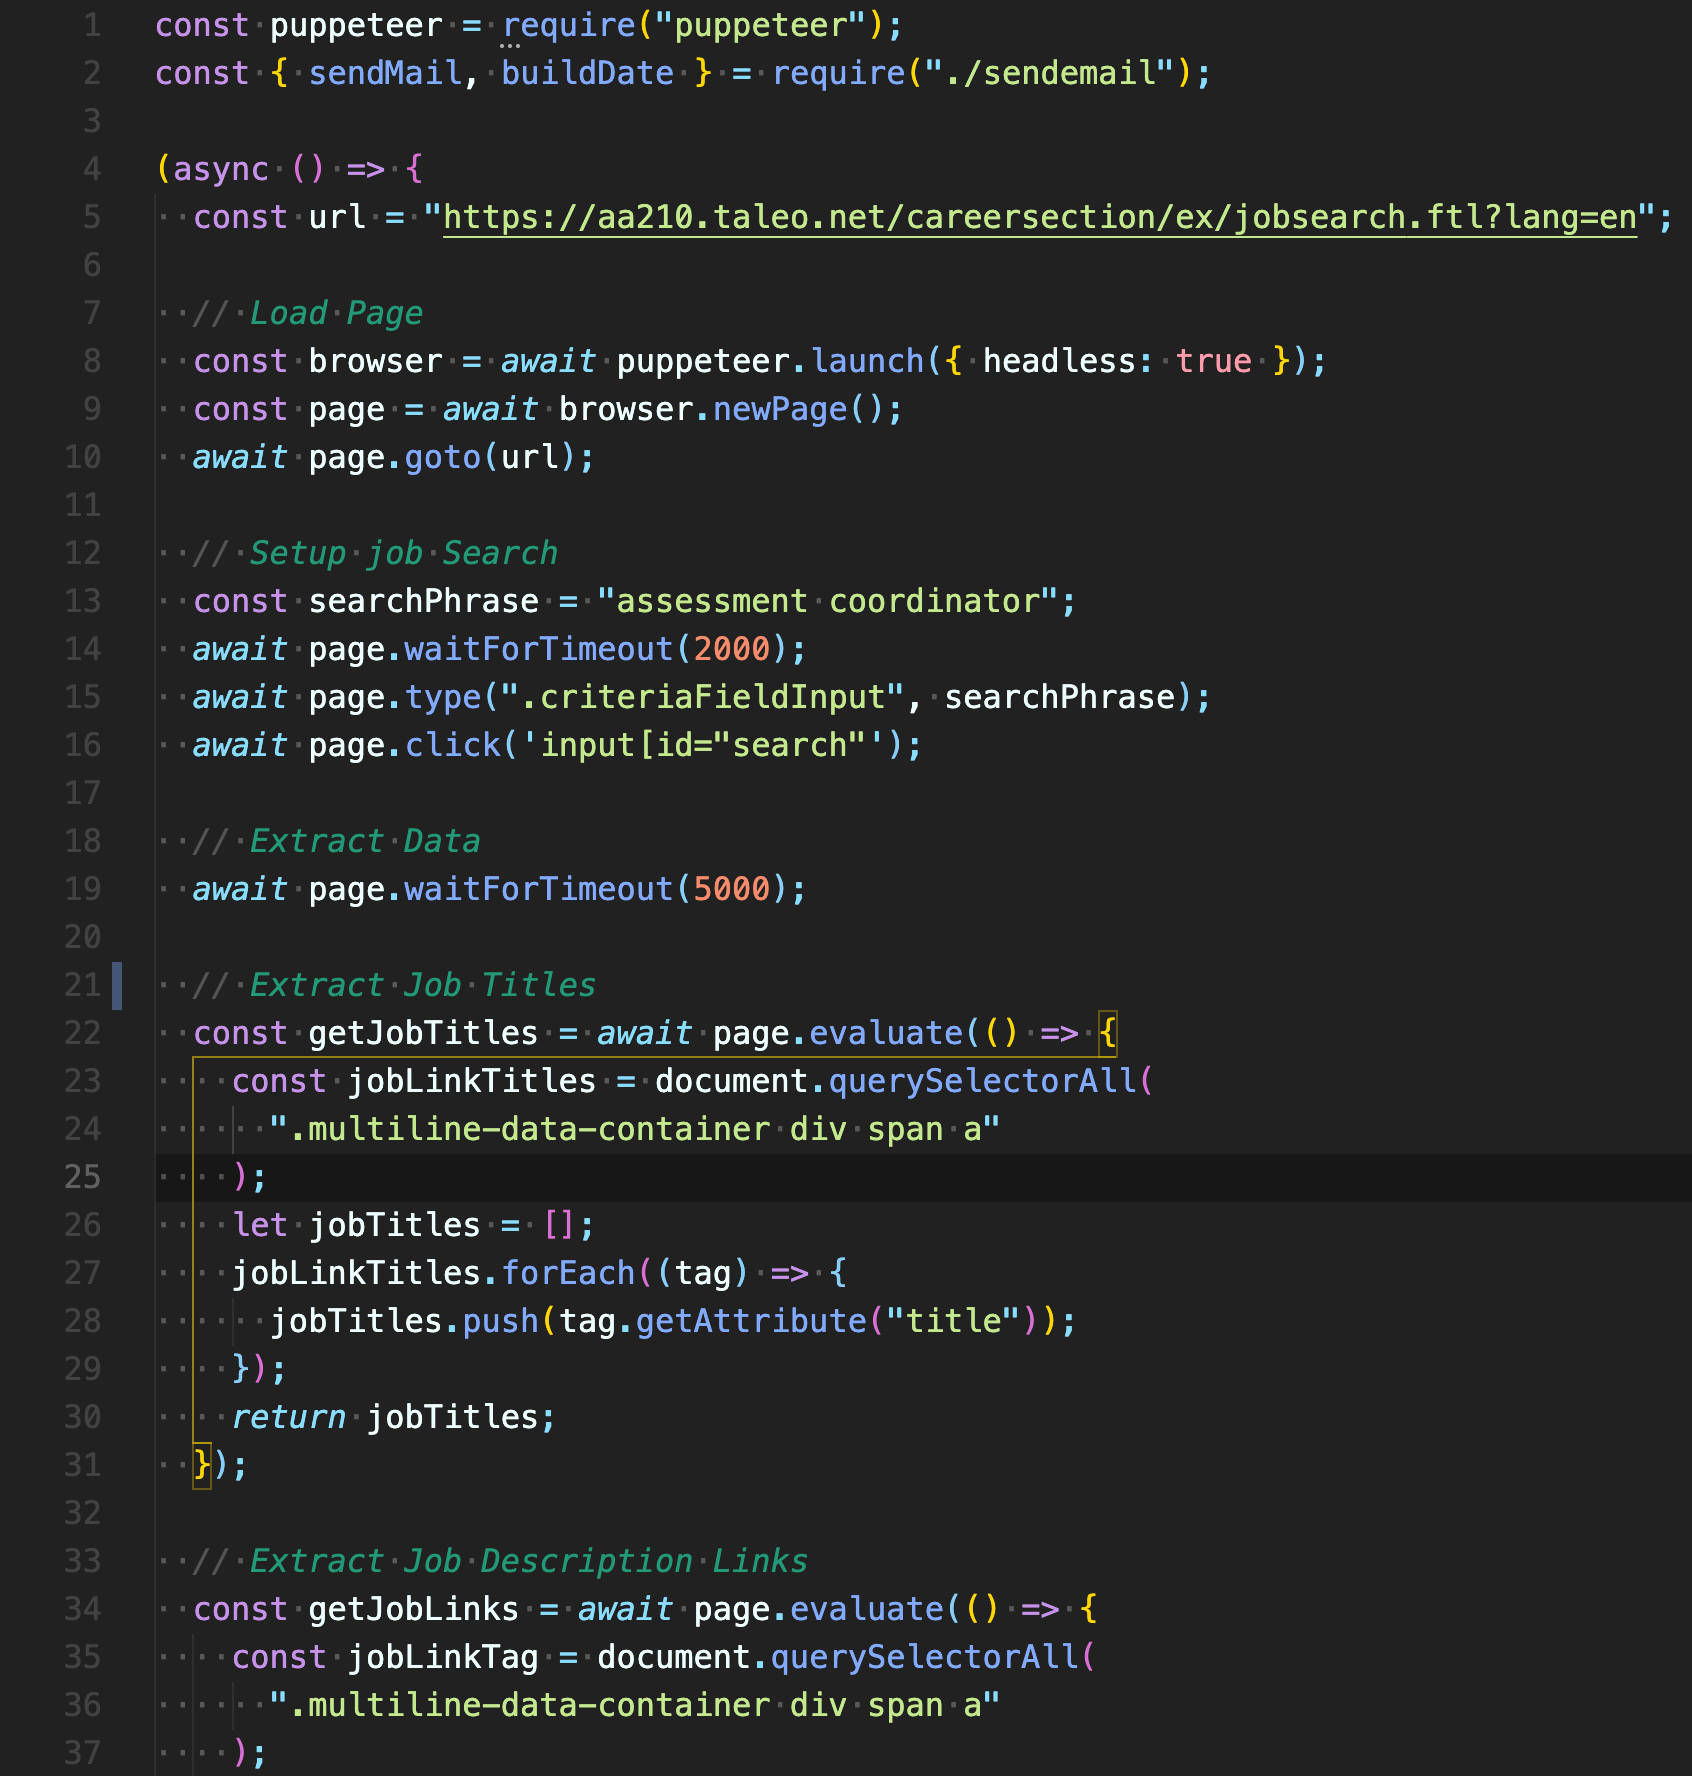 1 const puppeteer = require("puppeteer");
2 const { sendMail, buildDate } = require("./sendemail");
3
4 (async () => {
5   const url = "https://aa210.taleo.net/careersection/ex/jobsearch.ftl?lang=en";
6
7   // Load Page
8   const browser = await puppeteer.launch({ headless: true });
9   const page = await browser.newPage();
10   await page.goto(url);
11
12   // Setup job Search
13   const searchPhrase = "assessment coordinator";
14   await page.waitForTimeout(2000);
15   await page.type(".criteriaFieldInput", searchPhrase);
16   await page.click('input[id="search"');
17
18   // Extract Data
19   await page.waitForTimeout(5000);
20
21   // Extract Job Titles
22   const getJobTitles = await page.evaluate(() => {
23     const jobLinkTitles = document.querySelectorAll(
24       ".multiline-data-container div span a"
25     );
26     let jobTitles = [];
27     jobLinkTitles.forEach((tag) => {
28       jobTitles.push(tag.getAttribute("title"));
29     });
30     return jobTitles;
31   });
32
33   // Extract Job Description Links
34   const getJobLinks = await page.evaluate(() => {
35     const jobLinkTag = document.querySelectorAll(
36       ".multiline-data-container div span a"
37     );